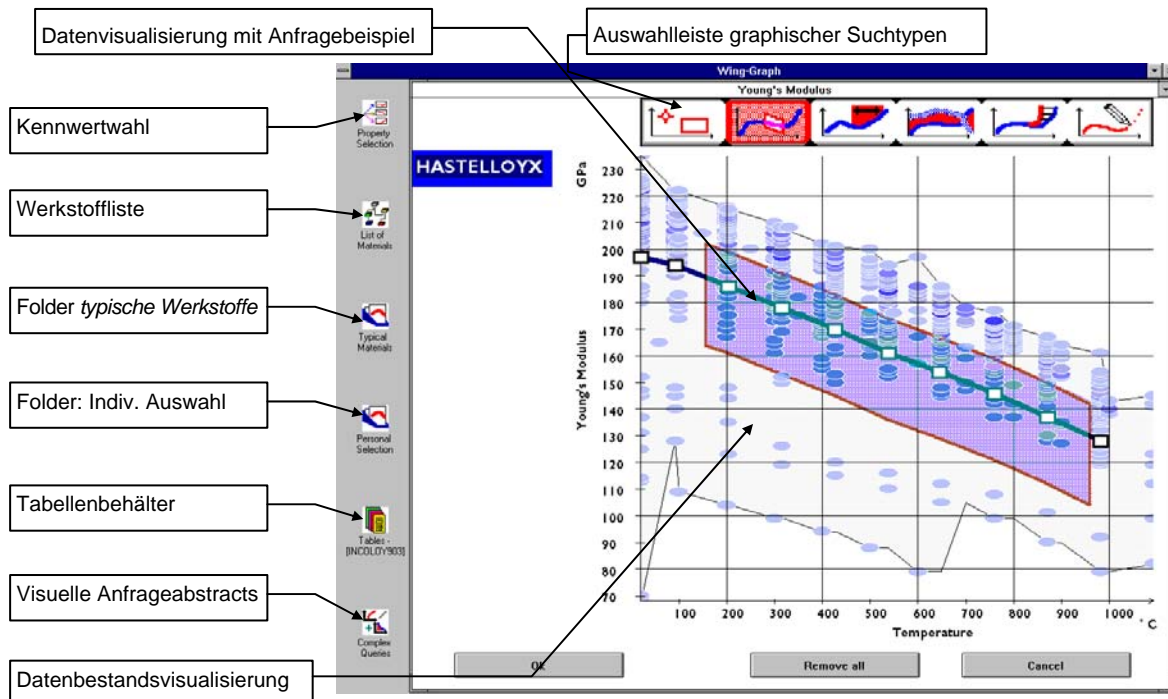 Datenvisualisierung mit Anfragebeispiel
Auswahlleiste graphischer Suchtypen
Kennwertwahl
Werkstoffliste
Folder typische Werkstoffe
Folder: Indiv. Auswahl
Tabellenbehälter
Visuelle Anfrageabstracts
Datenbestandsvisualisierung
Wing-Graph
Young's Modulus
Property
Selection
List of
Materials
Typical
Materials
Personal
Selection
Tables -
[INCOLOY903]
Complex
Queries
HASTELLOYX
GPa
Young's Modulus
230
220
210
200
190
180
170
160
150
140
130
120
110
100
90
80
70
100 200 300 400 500 600 700 800 900 1000 °C
Temperature
Ok
Remove all
Cancel